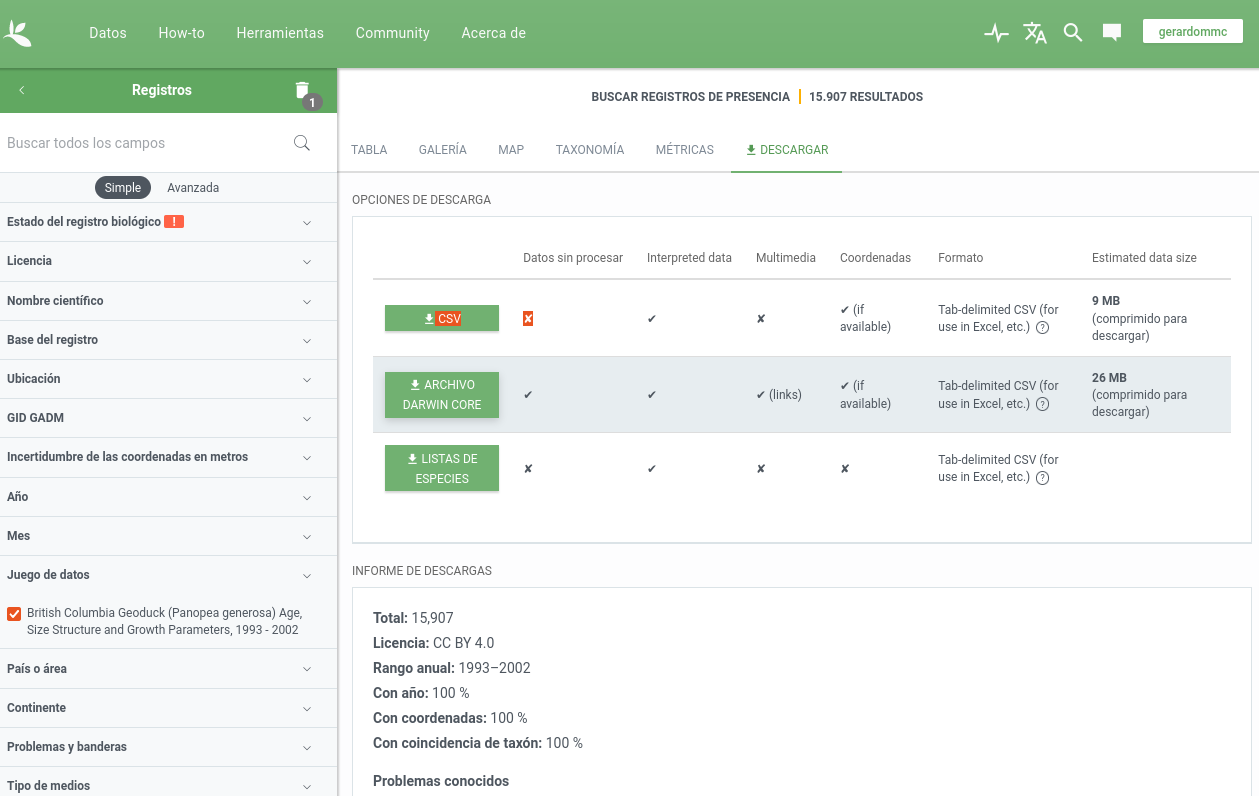 Datos How-to Herramientas Community Acerca de gerardommc
Registros 1
Buscar todos los campos
Simple Avanzada
Estado del registro biológico !
Licencia
Nombre científico
Base del registro
Ubicación
GID GADM
Incertidumbre de las coordenadas en metros
Año
Mes
Juego de datos
British Columbia Geoduck (Panopea generosa) Age,
Size Structure and Growth Parameters, 1993 - 2002
País o área
Continente
Problemas y banderas
Tipo de medios
BUSCAR REGISTROS DE PRESENCIA | 15.907 RESULTADOS
TABLA GALERÍA MAP TAXONOMÍA MÉTRICAS DESCARGAR
OPCIONES DE DESCARGA
Datos sin procesar Interpreted data Multimedia Coordenadas Formato Estimated data size
CSV ✘ ✔ ✘ ✔ (if
available) Tab-delimited CSV (for
use in Excel, etc.) ? 9 MB
(comprimido para
descargar)
ARCHIVO
DARWIN CORE ✔ ✔ ✔ (links) ✔ (if
available) Tab-delimited CSV (for
use in Excel, etc.) ? 26 MB
(comprimido para
descargar)
LISTAS DE
ESPECIES ✘ ✔ ✘ ✘ Tab-delimited CSV (for
use in Excel, etc.) ?
INFORME DE DESCARGAS
Total: 15,907
Licencia: CC BY 4.0
Rango anual: 1993–2002
Con año: 100 %
Con coordenadas: 100 %
Con coincidencia de taxón: 100 %
Problemas conocidos